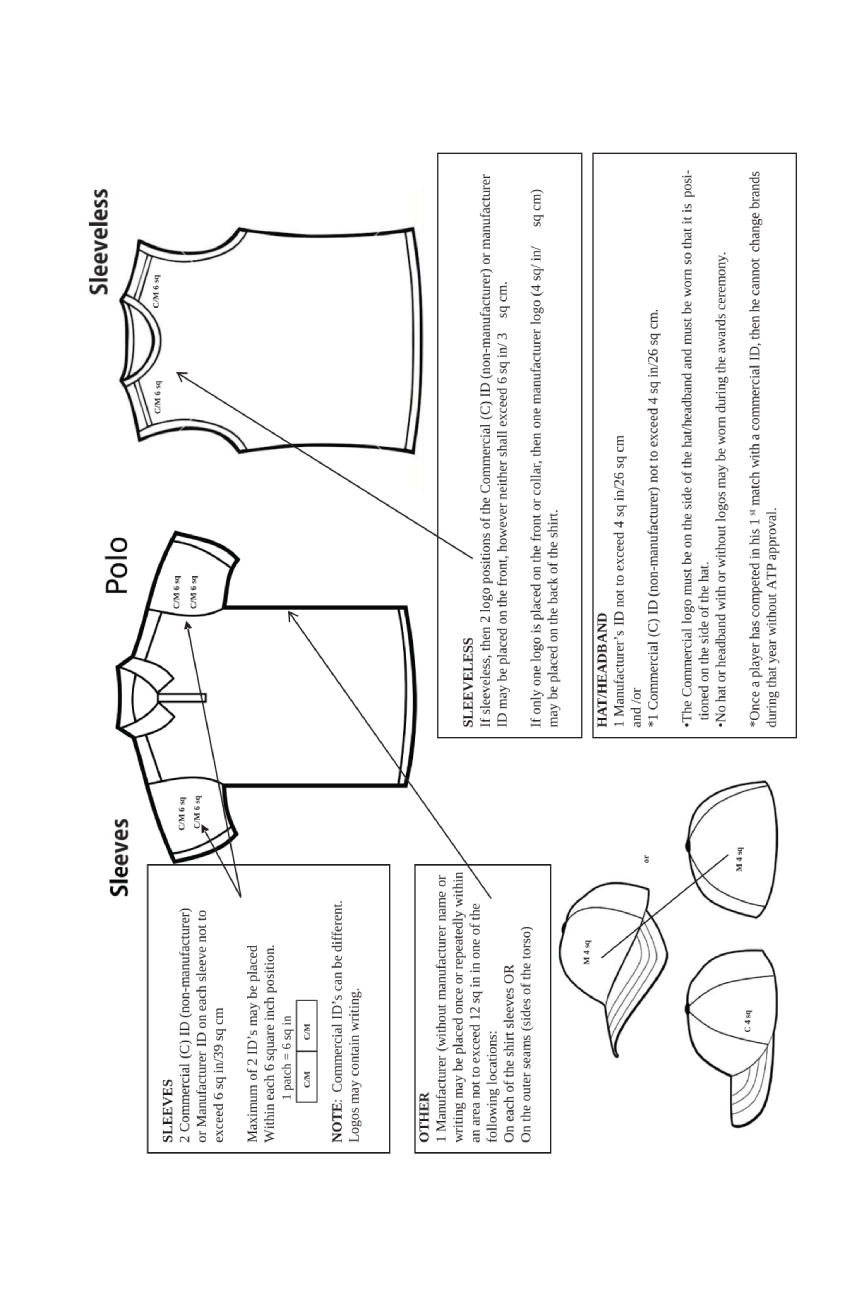 Sleeves
Polo
Sleeveless
C/M 6 sq
C/M 6 sq
C/M 6 sq
C/M 6 sq
C/M 6 sq
C/M 6 sq
SLEEVES
2 Commercial (C) ID (non-manufacturer)
or Manufacturer ID on each sleeve not to
exceed 6 sq in/39 sq cm
Maximum of 2 ID’s may be placed
Within each 6 square inch position.
1 patch = 6 sq in
C/M C/M
NOTE: Commercial ID’s can be different.
Logos may contain writing.
OTHER
1 Manufacturer (without manufacturer name or
writing may be placed once or repeatedly within
an area not to exceed 12 sq in in one of the
following locations:
On each of the shirt sleeves OR
On the outer seams (sides of the torso)
SLEEVELESS
If sleeveless, then 2 logo positions of the Commercial (C) ID (non-manufacturer) or manufacturer
ID may be placed on the front, however neither shall exceed 6 sq in/ 3 sq cm.
If only one logo is placed on the front or collar, then one manufacturer logo (4 sq/ in/ sq cm)
may be placed on the back of the shirt.
HAT/HEADBAND
1 Manufacturer’s ID not to exceed 4 sq in/26 sq cm
and /or
*1 Commercial (C) ID (non-manufacturer) not to exceed 4 sq in/26 sq cm.
•The Commercial logo must be on the side of the hat/headband and must be worn so that it is posi-
tioned on the side of the hat.
•No hat or headband with or without logos may be worn during the awards ceremony.
*Once a player has competed in his 1 st match with a commercial ID, then he cannot change brands
during that year without ATP approval.
M 4 sq
or
M 4 sq
C 4 sq